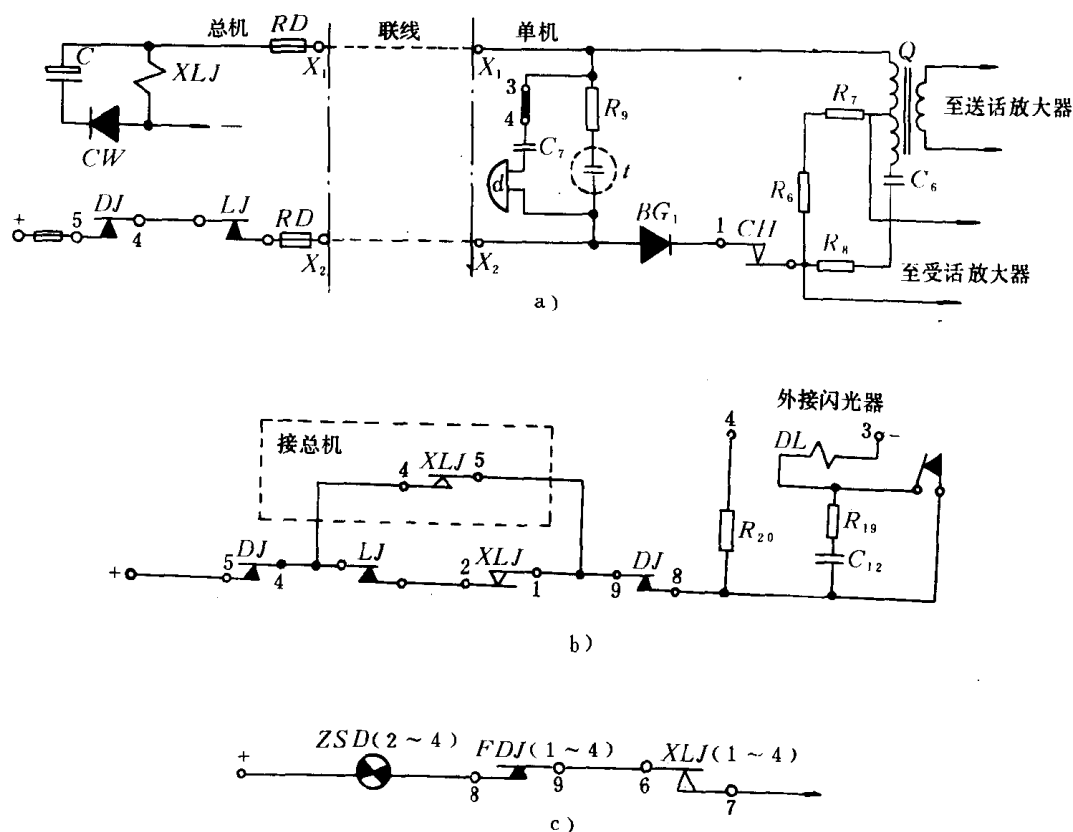 总机 RD 联线 单机
C XLJ X₁ X₁ Q
3 R₉ R₇ 至送话放大器
4
CW C₇ t
d R₆ C₆
+ 5 DJ 4 LJ RD BG₁ 1 CH R₈
X₂ X₂ 至受话放大器
a)
外接闪光器
接总机 4 DL 3 -
4 XLJ 5
R₂₀ R₁₉
+ 5 DJ 4 LJ 2 XLJ 1 9 DJ 8 C₁₂
b)
ZSD(2~4) FDJ(1~4) XLJ(1~4)
+ 8 9 6 7
c)